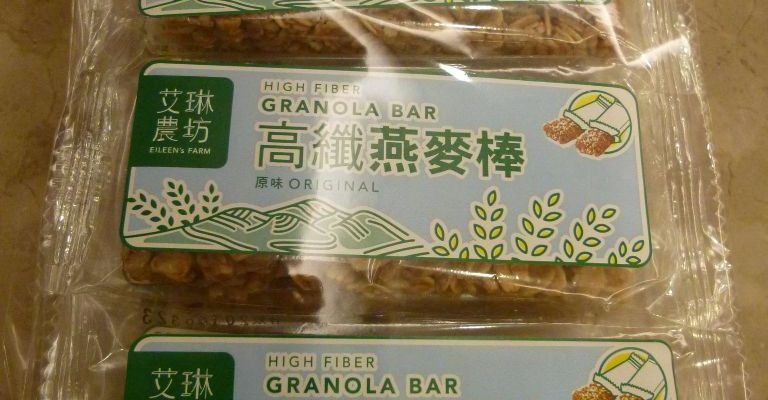 艾琳
農坊
EILEEN's FARM
HIGH FIBER
GRANOLA BAR
高纖燕麥棒
原味 ORIGINAL
艾琳
HIGH FIBER
GRANOLA BAR